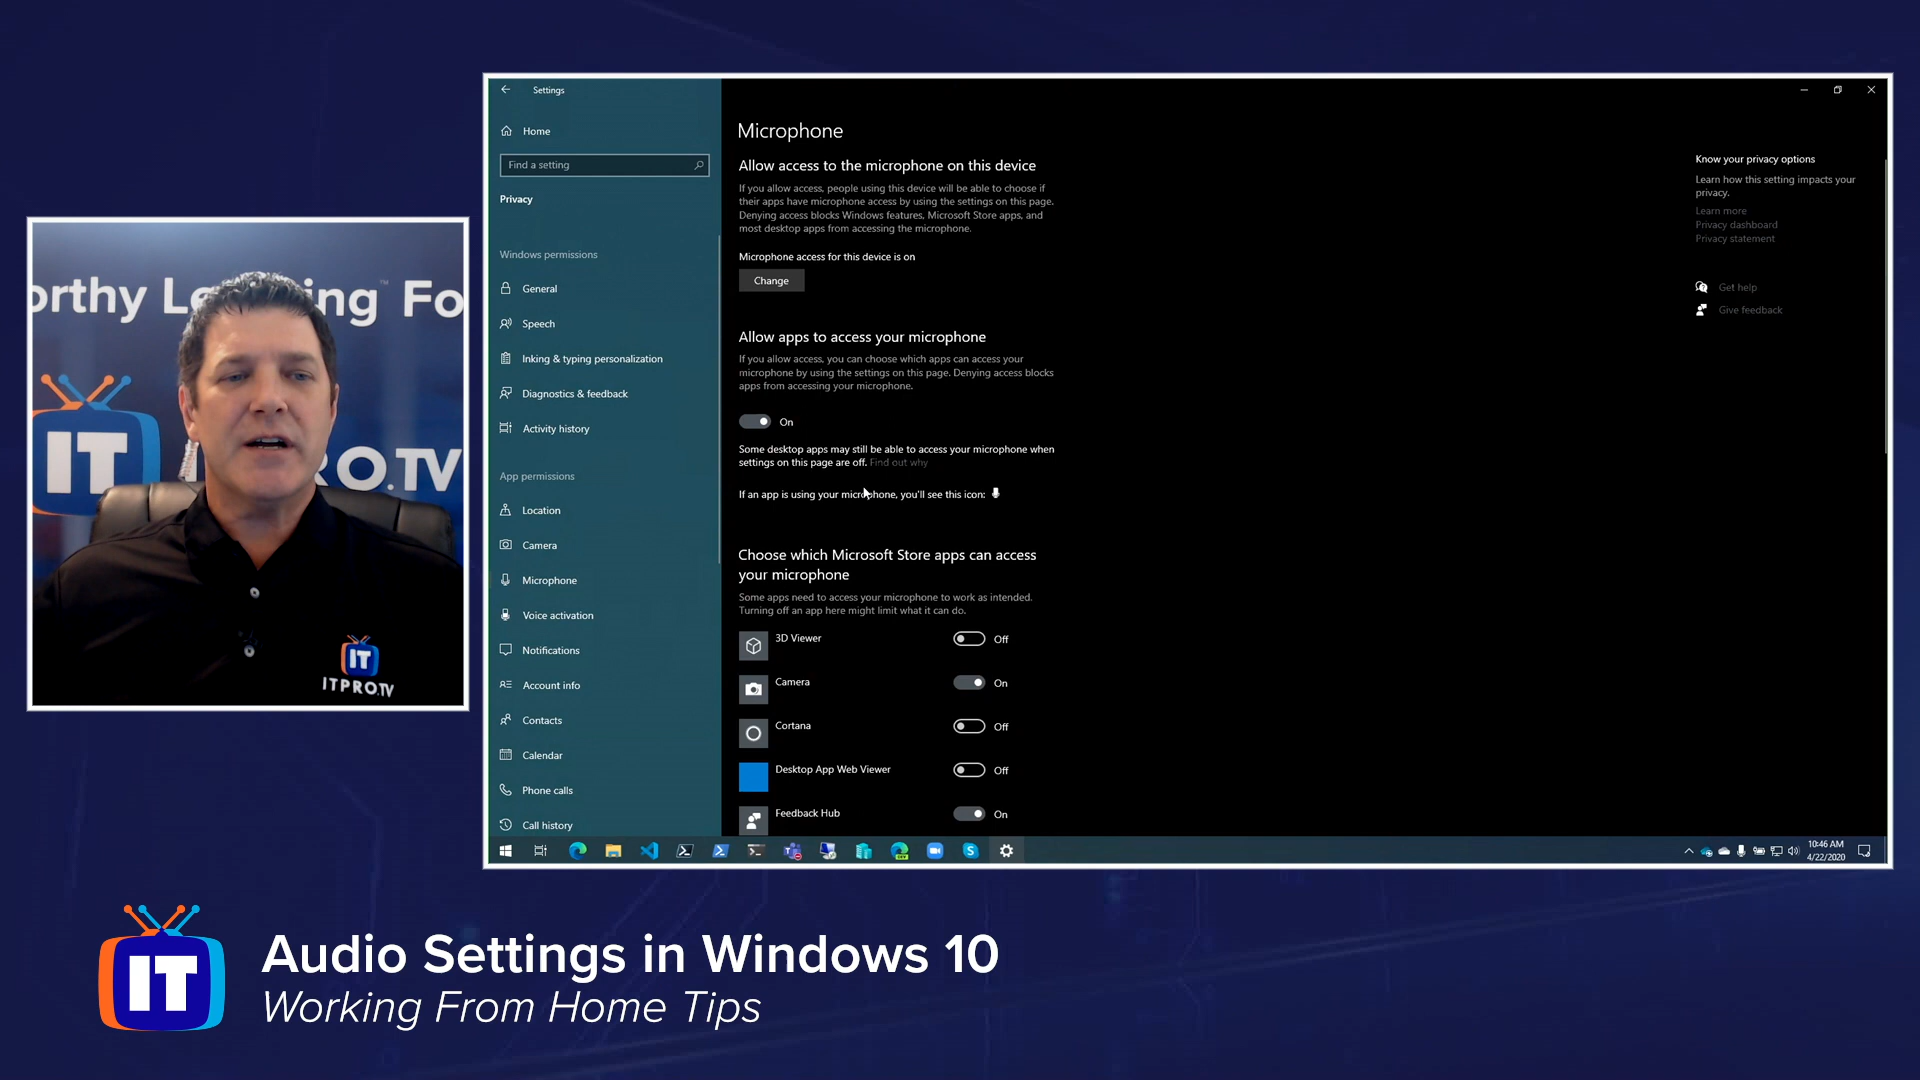 Settings
Home
Find a setting
Privacy
Windows permissions
General
Speech
Inking & typing personalization
Diagnostics & feedback
Activity history
App permissions
Location
Camera
Microphone
Voice activation
Notifications
Account info
Contacts
Calendar
Phone calls
Call history
Microphone
Allow access to the microphone on this device
If you allow access, people using this device will be able to choose if
their apps have microphone access by using the settings on this page.
Denying access blocks Windows features, Microsoft Store apps, and
most desktop apps from accessing the microphone.
Microphone access for this device is on
Change
Allow apps to access your microphone
If you allow access, you can choose which apps can access your
microphone by using the settings on this page. Denying access blocks
apps from accessing your microphone.
On
Some desktop apps may still be able to access your microphone when
settings on this page are off. Find out why
If an app is using your microphone, you'll see this icon:
Choose which Microsoft Store apps can access
your microphone
Some apps need to access your microphone to work as intended.
Turning off an app here might limit what it can do.
3D Viewer Off
Camera On
Cortana Off
Desktop App Web Viewer Off
Feedback Hub On
Know your privacy options
Learn how this setting impacts your
privacy.
Learn more
Privacy dashboard
Privacy statement
Get help
Give feedback
10:46 AM
4/22/2020
orthy Le ing™ Fo
IT PRO.TV
IT
ITPRO.TV
IT
Audio Settings in Windows 10
Working From Home Tips